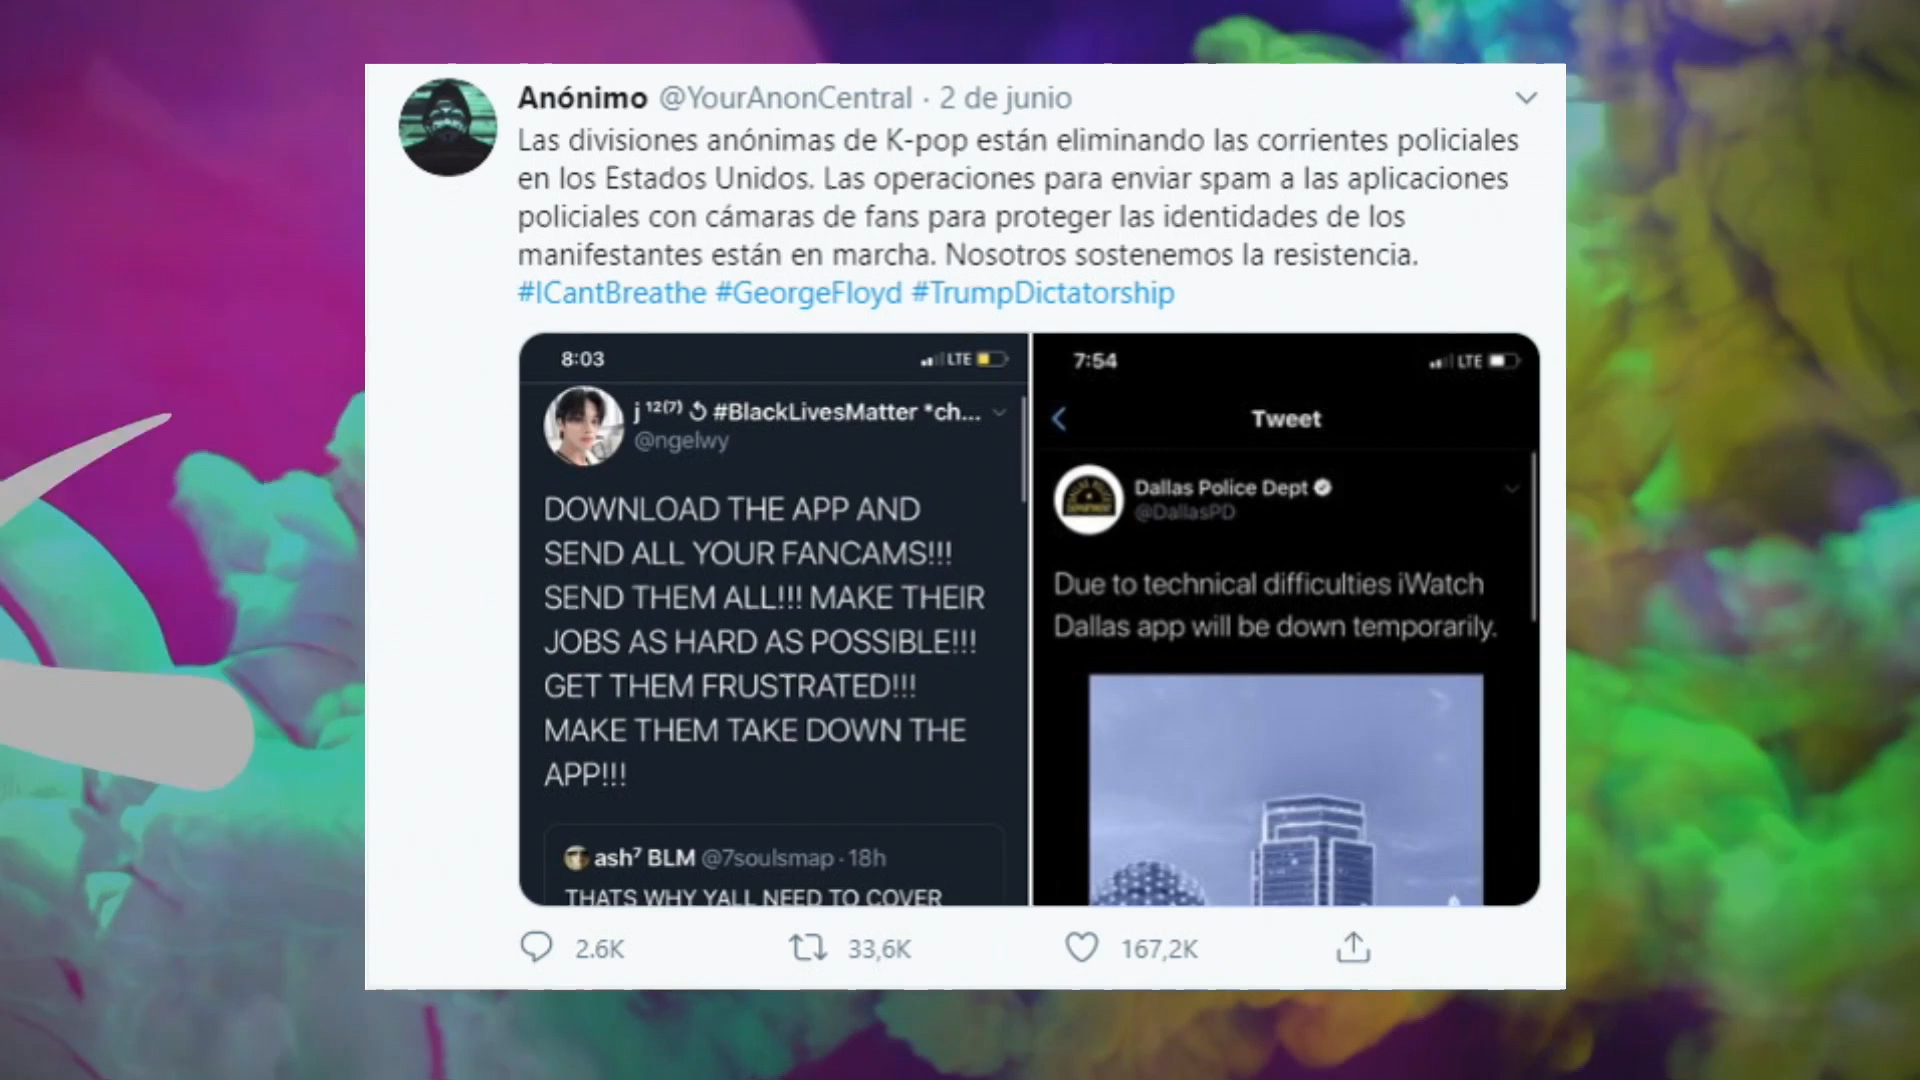 Anónimo @YourAnonCentral · 2 de junio
Las divisiones anónimas de K-pop están eliminando las corrientes policiales
en los Estados Unidos. Las operaciones para enviar spam a las aplicaciones
policiales con cámaras de fans para proteger las identidades de los
manifestantes están en marcha. Nosotros sostenemos la resistencia.
#ICantBreathe #GeorgeFloyd #TrumpDictatorship
8:03 LTE
j ¹²⁽⁷⁾ #BlackLivesMatter *ch...
@ngelwy
DOWNLOAD THE APP AND
SEND ALL YOUR FANCAMS!!!
SEND THEM ALL!!! MAKE THEIR
JOBS AS HARD AS POSSIBLE!!!
GET THEM FRUSTRATED!!!
MAKE THEM TAKE DOWN THE
APP!!!
ash⁷ BLM @7soulsmap · 18h
THATS WHY YALL NEED TO COVER
7:54 LTE
Tweet
Dallas Police Dept
@DallasPD
Due to technical difficulties iWatch
Dallas app will be down temporarily.
2.6K 33,6K 167,2K